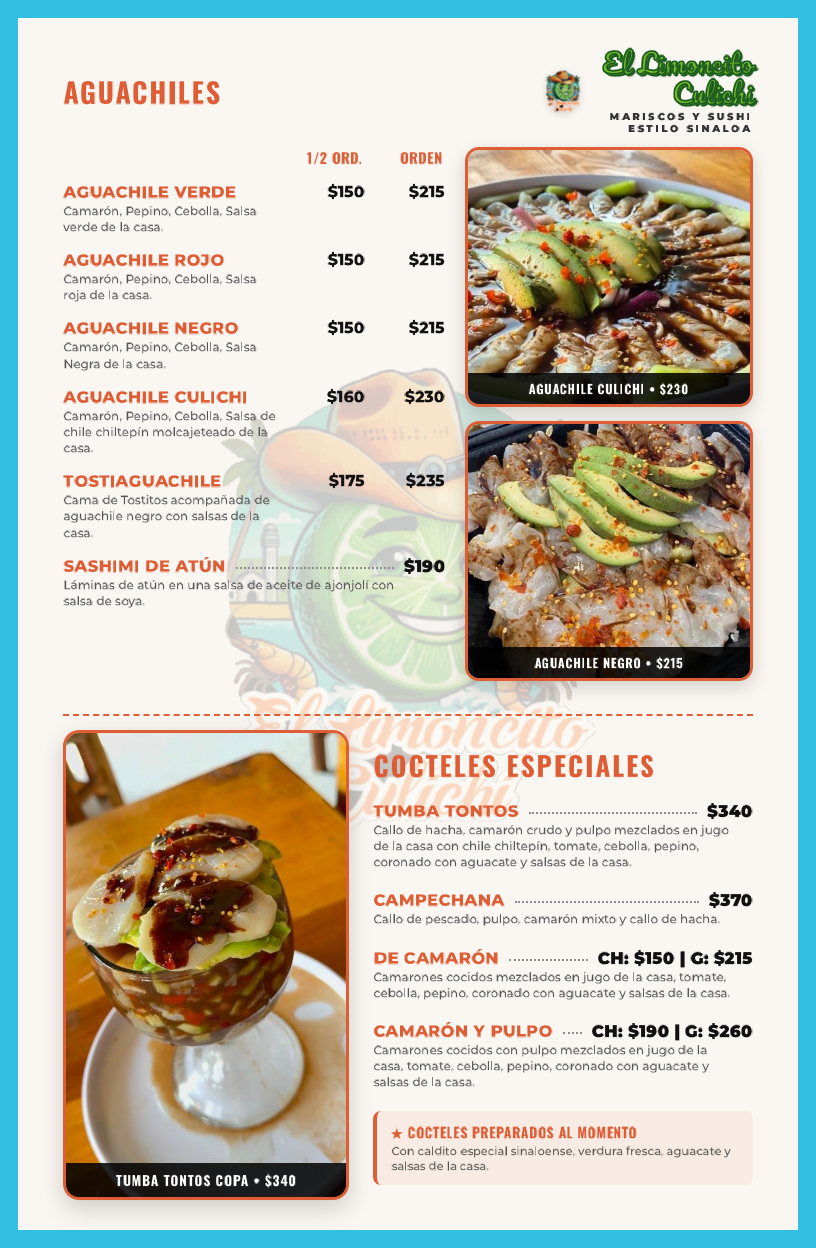 AGUACHILES
El Limoncito
Culichi
MARISCOS Y SUSHI
ESTILO SINALOA
1/2 ORD. ORDEN
AGUACHILE VERDE $150 $215
Camarón, Pepino, Cebolla, Salsa
verde de la casa.
AGUACHILE ROJO $150 $215
Camarón, Pepino, Cebolla, Salsa
roja de la casa.
AGUACHILE NEGRO $150 $215
Camarón, Pepino, Cebolla, Salsa
Negra de la casa.
AGUACHILE CULICHI $160 $230
Camarón, Pepino, Cebolla, Salsa de
chile chiltepín molcajeteado de la
casa.
TOSTIAGUACHILE $175 $235
Cama de Tostitos acompañada de
aguachile negro con salsas de la
casa.
SASHIMI DE ATÚN $190
Láminas de atún en una salsa de aceite de ajonjolí con
salsa de soya.
AGUACHILE CULICHI • $230
AGUACHILE NEGRO • $215
El Limoncito
Culichi
TUMBA TONTOS COPA • $340
COCTELES ESPECIALES
TUMBA TONTOS $340
Callo de hacha, camarón crudo y pulpo mezclados en jugo
de la casa con chile chiltepín, tomate, cebolla, pepino,
coronado con aguacate y salsas de la casa.
CAMPECHANA $370
Callo de pescado, pulpo, camarón mixto y callo de hacha.
DE CAMARÓN CH: $150 | G: $215
Camarones cocidos mezclados en jugo de la casa, tomate,
cebolla, pepino, coronado con aguacate y salsas de la casa.
CAMARÓN Y PULPO CH: $190 | G: $260
Camarones cocidos con pulpo mezclados en jugo de la
casa, tomate, cebolla, pepino, coronado con aguacate y
salsas de la casa.
★ COCTELES PREPARADOS AL MOMENTO
Con caldito especial sinaloense, verdura fresca, aguacate y
salsas de la casa.